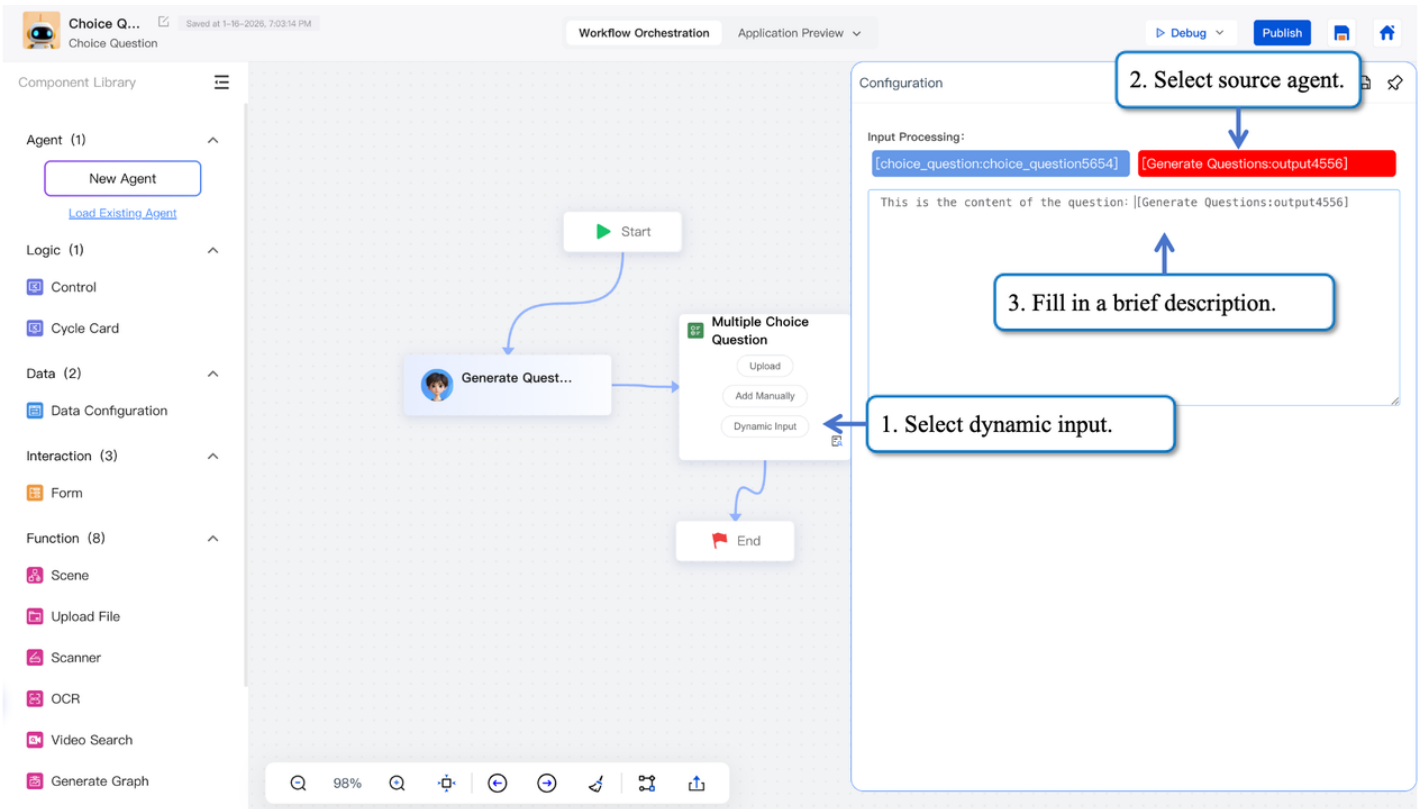 Choice Q...
Saved at 1-16-2026, 7:03:14 PM
Choice Question
Workflow Orchestration
Application Preview
Debug
Publish
Component Library
Agent (1)
New Agent
Load Existing Agent
Logic (1)
Control
Cycle Card
Data (2)
Data Configuration
Interaction (3)
Form
Function (8)
Scene
Upload File
Scanner
OCR
Video Search
Generate Graph
Start
Generate Quest...
Multiple Choice
Question
Upload
Add Manually
Dynamic Input
End
98%
Configuration
2. Select source agent.
Input Processing:
[choice_question:choice_question5654]
[Generate Questions:output4556]
This is the content of the question: [Generate Questions:output4556]
3. Fill in a brief description.
1. Select dynamic input.